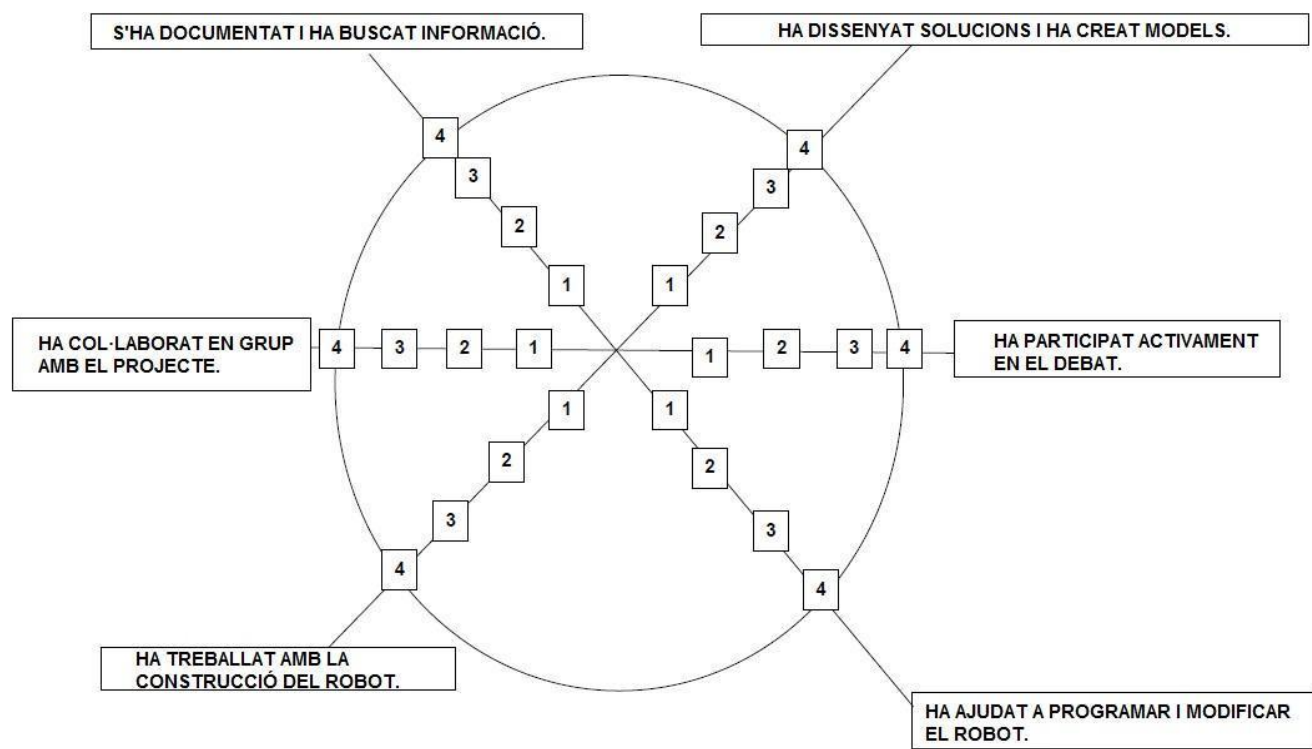 S'HA DOCUMENTAT I HA BUSCAT INFORMACIÓ.
HA DISSENYAT SOLUCIONS I HA CREAT MODELS.
4
4
3
3
2
2
1
1
HA COL·LABORAT EN GRUP
AMB EL PROJECTE.
4 3 2 1
1 2 3 4
HA PARTICIPAT ACTIVAMENT
EN EL DEBAT.
1
1
2
2
3
3
4
4
HA TREBALLAT AMB LA
CONSTRUCCIÓ DEL ROBOT.
HA AJUDAT A PROGRAMAR I MODIFICAR
EL ROBOT.